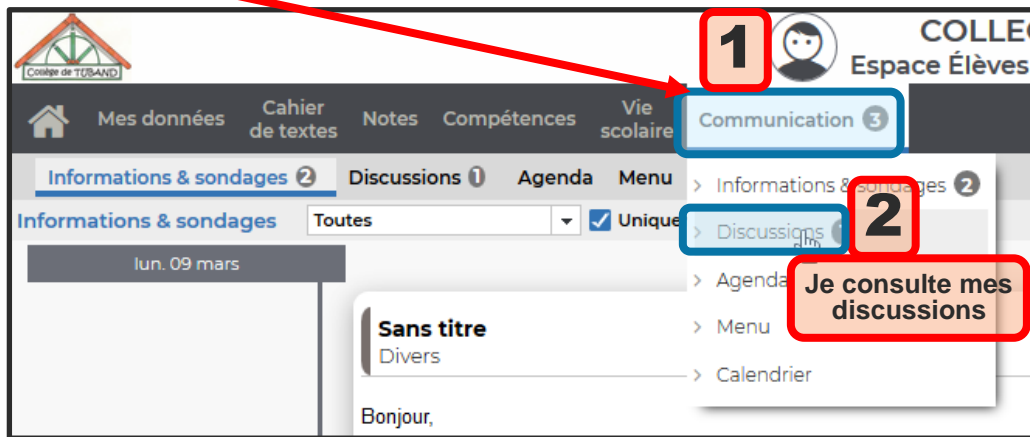 Collège de TUBAND
1
COLLEC
Espace Élèves
Mes données
Cahier
de textes
Notes
Compétences
Vie
scolaire
Communication 3
Informations & sondages 2
Discussions 1
Agenda
Menu
Informations & sondages
Toutes
Unique
lun. 09 mars
Sans titre
Divers
Bonjour,
> Informations & sondages 2
> Discussions
2
> Agenda
Je consulte mes
discussions
> Menu
> Calendrier